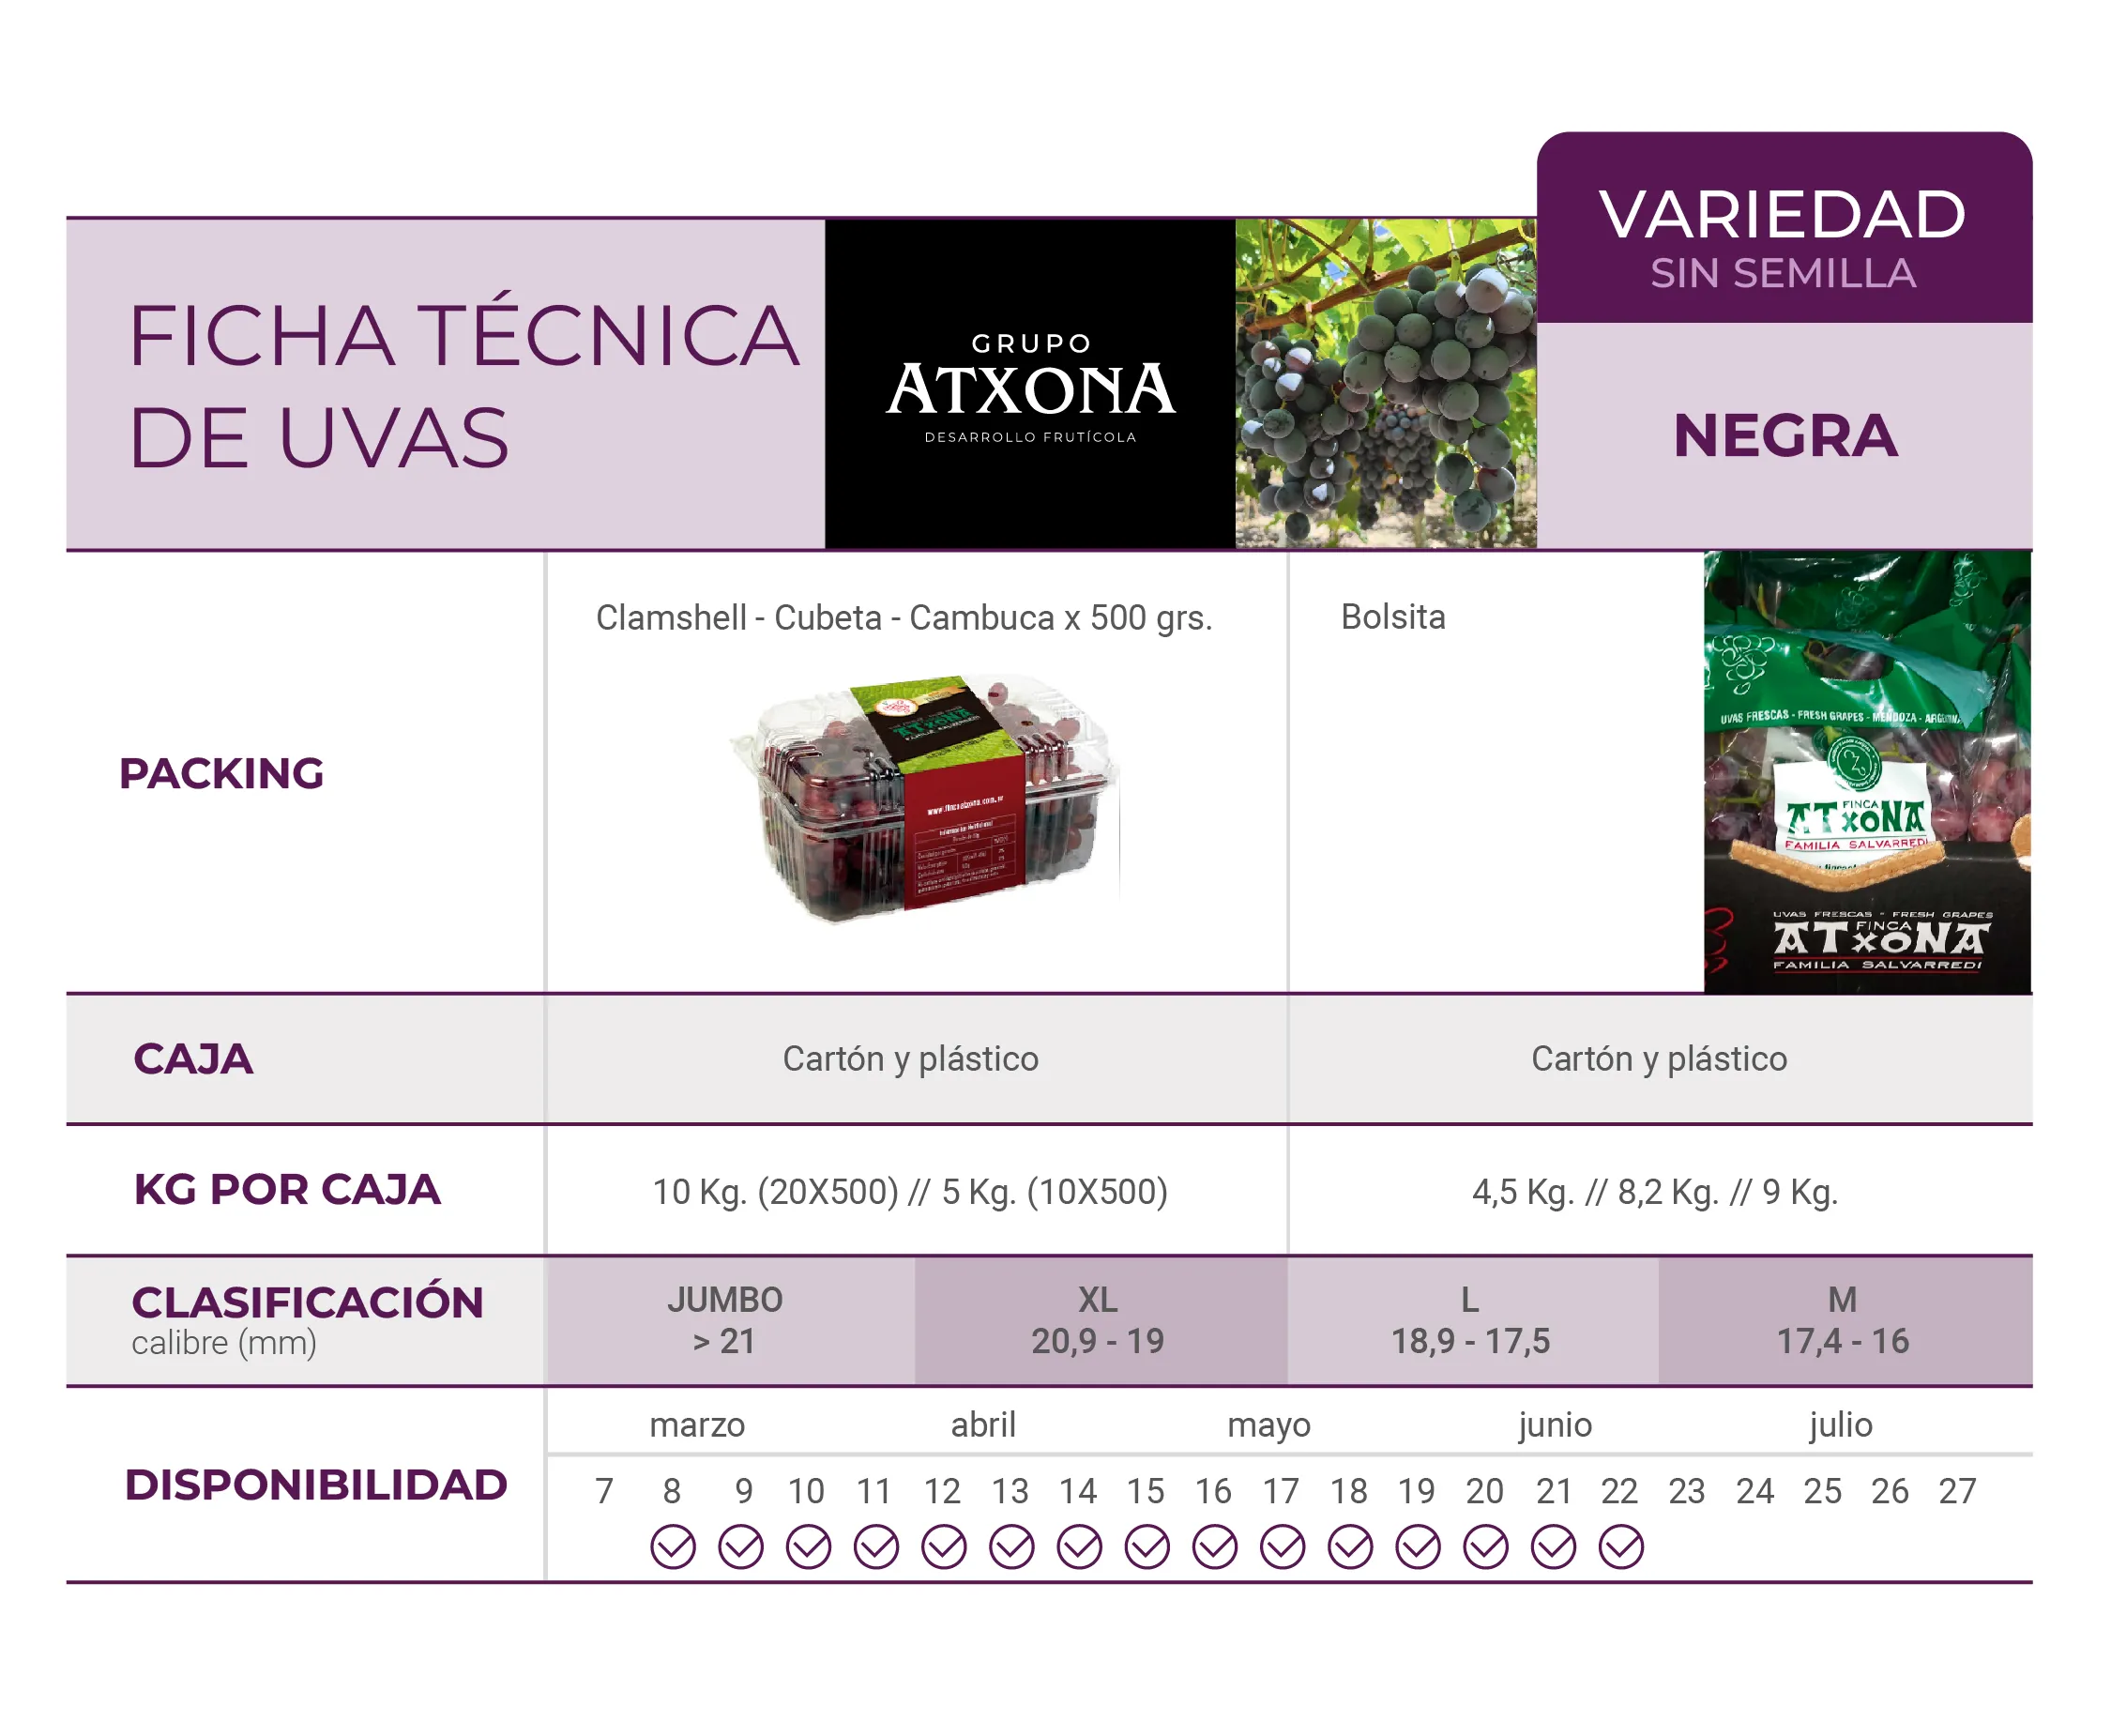 VARIEDAD
SIN SEMILLA
FICHA TÉCNICA
DE UVAS
GRUPO
ATXONA
DESARROLLO FRUTÍCOLA
NEGRA
PACKING
Clamshell - Cubeta - Cambuca x 500 grs.
ATXONA
www.fincaatxona.com.ar
Bolsita
UVAS FRESCAS - FRESH GRAPES - MENDOZA - ARGENTINA
FINCA
ATXONA
FAMILIA SALVARREDI
UVAS FRESCAS - FRESH GRAPES
FINCA
ATXONA
FAMILIA SALVARREDI
CAJA
Cartón y plástico
Cartón y plástico
KG POR CAJA
10 Kg. (20X500) // 5 Kg. (10X500)
4,5 Kg. // 8,2 Kg. // 9 Kg.
CLASIFICACIÓN
calibre (mm)
JUMBO
> 21
XL
20,9 - 19
L
18,9 - 17,5
M
17,4 - 16
DISPONIBILIDAD
marzo abril mayo junio julio
7 8 9 10 11 12 13 14 15 16 17 18 19 20 21 22 23 24 25 26 27